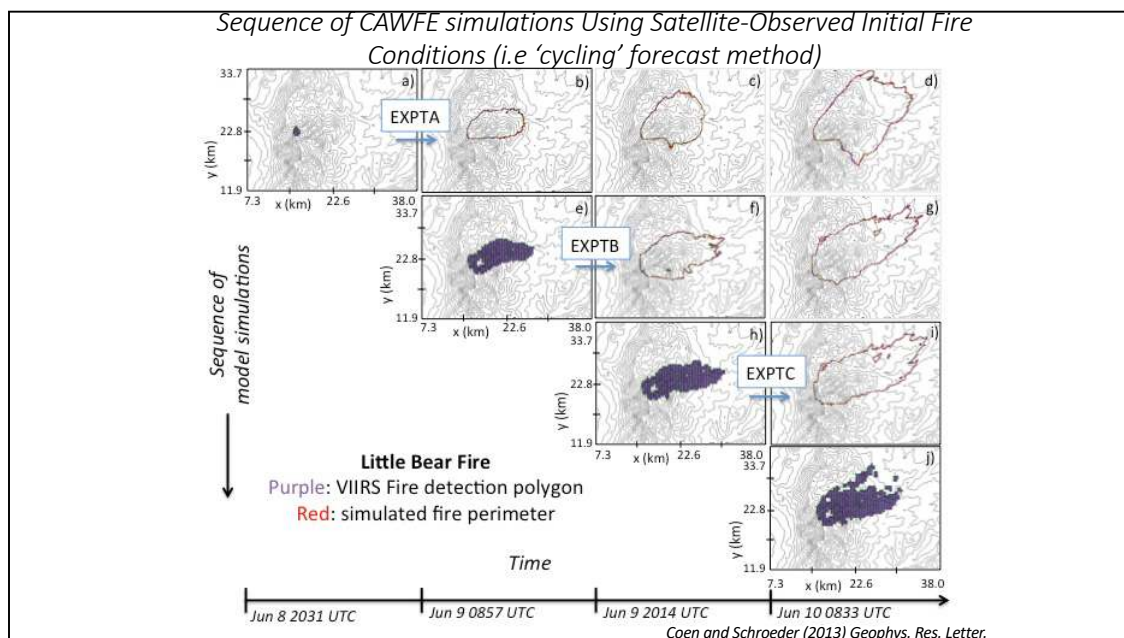 Sequence of CAWFE simulations Using Satellite-Observed Initial Fire
Conditions (i.e ‘cycling’ forecast method)
33.7
a)
b)
c)
d)
EXPTA
22.8
y (km)
11.9
7.3
22.6
38.0
x (km)
33.7
e)
f)
g)
EXPTB
22.8
y (km)
11.9
7.3
22.6
38.0
x (km)
33.7
h)
i)
EXPTC
22.8
y (km)
11.9
7.3
22.6
38.0
x (km)
33.7
j)
22.8
y (km)
11.9
7.3
22.6
38.0
x (km)
Sequence of
model simulations
Little Bear Fire
Purple: VIIRS Fire detection polygon
Red: simulated fire perimeter
Time
Jun 8 2031 UTC
Jun 9 0857 UTC
Jun 9 2014 UTC
Jun 10 0833 UTC
Coen and Schroeder (2013) Geophys. Res. Letter.